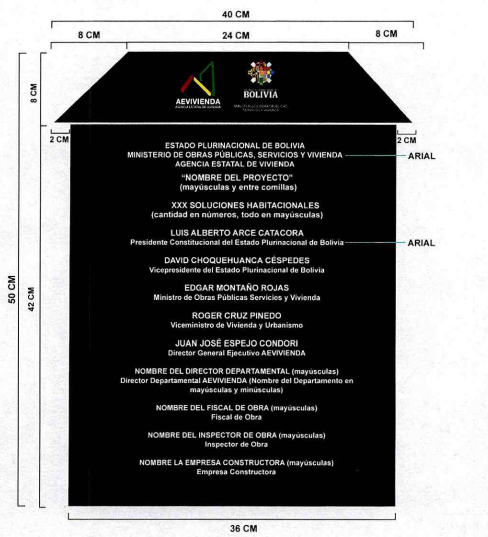 40 CM
8 CM
24 CM
8 CM
8 CM
AEVIVIENDA
AGENCIA ESTATAL DE VIVIENDA
BOLIVIA
2 CM
2 CM
ESTADO PLURINACIONAL DE BOLIVIA
MINISTERIO DE OBRAS PÚBLICAS, SERVICIOS Y VIVIENDA
ARIAL
AGENCIA ESTATAL DE VIVIENDA
"NOMBRE DEL PROYECTO"
(mayúsculas y entre comillas)
XXX SOLUCIONES HABITACIONALES
(cantidad en números, todo en mayúsculas)
LUIS ALBERTO ARCE CATACORA
Presidente Constitucional del Estado Plurinacional de Bolivia
ARIAL
DAVID CHOQUEHUANCA CÉSPEDES
Vicepresidente del Estado Plurinacional de Bolivia
EDGAR MONTAÑO ROJAS
Ministro de Obras Públicas Servicios y Vivienda
ROGER CRUZ PINEDO
Viceministro de Vivienda y Urbanismo
JUAN JOSÉ ESPEJO CONDORI
Director General Ejecutivo AEVIVIENDA
NOMBRE DEL DIRECTOR DEPARTAMENTAL (mayúsculas)
Director Departamental AEVIVIENDA (Nombre del Departamento en
mayúsculas y minúsculas)
NOMBRE DEL FISCAL DE OBRA (mayúsculas)
Fiscal de Obra
NOMBRE DEL INSPECTOR DE OBRA (mayúsculas)
Inspector de Obra
NOMBRE LA EMPRESA CONSTRUCTORA (mayúsculas)
Empresa Constructora
50 CM
42 CM
36 CM